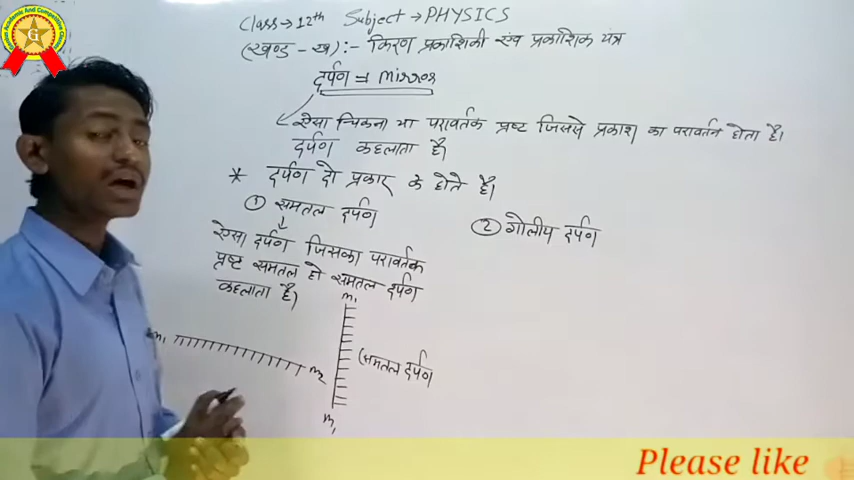 Class→12th Subject→PHYSICS
(खण्ड-ख):- किरण प्रकाशिकी एंव प्रकाशिक यंत्र
दर्पण = Mirror
ऐसा चिकना भा परावर्तक प्रष्ट जिससे प्रकाश का परावर्तन होता है।
दर्पण कहलाता है।
* दर्पण दो प्रकार के होते है।
① समतल दर्पण
② गोलीय दर्पण
ऐसा दर्पण जिसका परावर्तक
प्रष्ट समतल हो समतल दर्पण
कहलाता है।
M₁
M₁
M₂
(समतल दर्पण
M₁
G
Please like